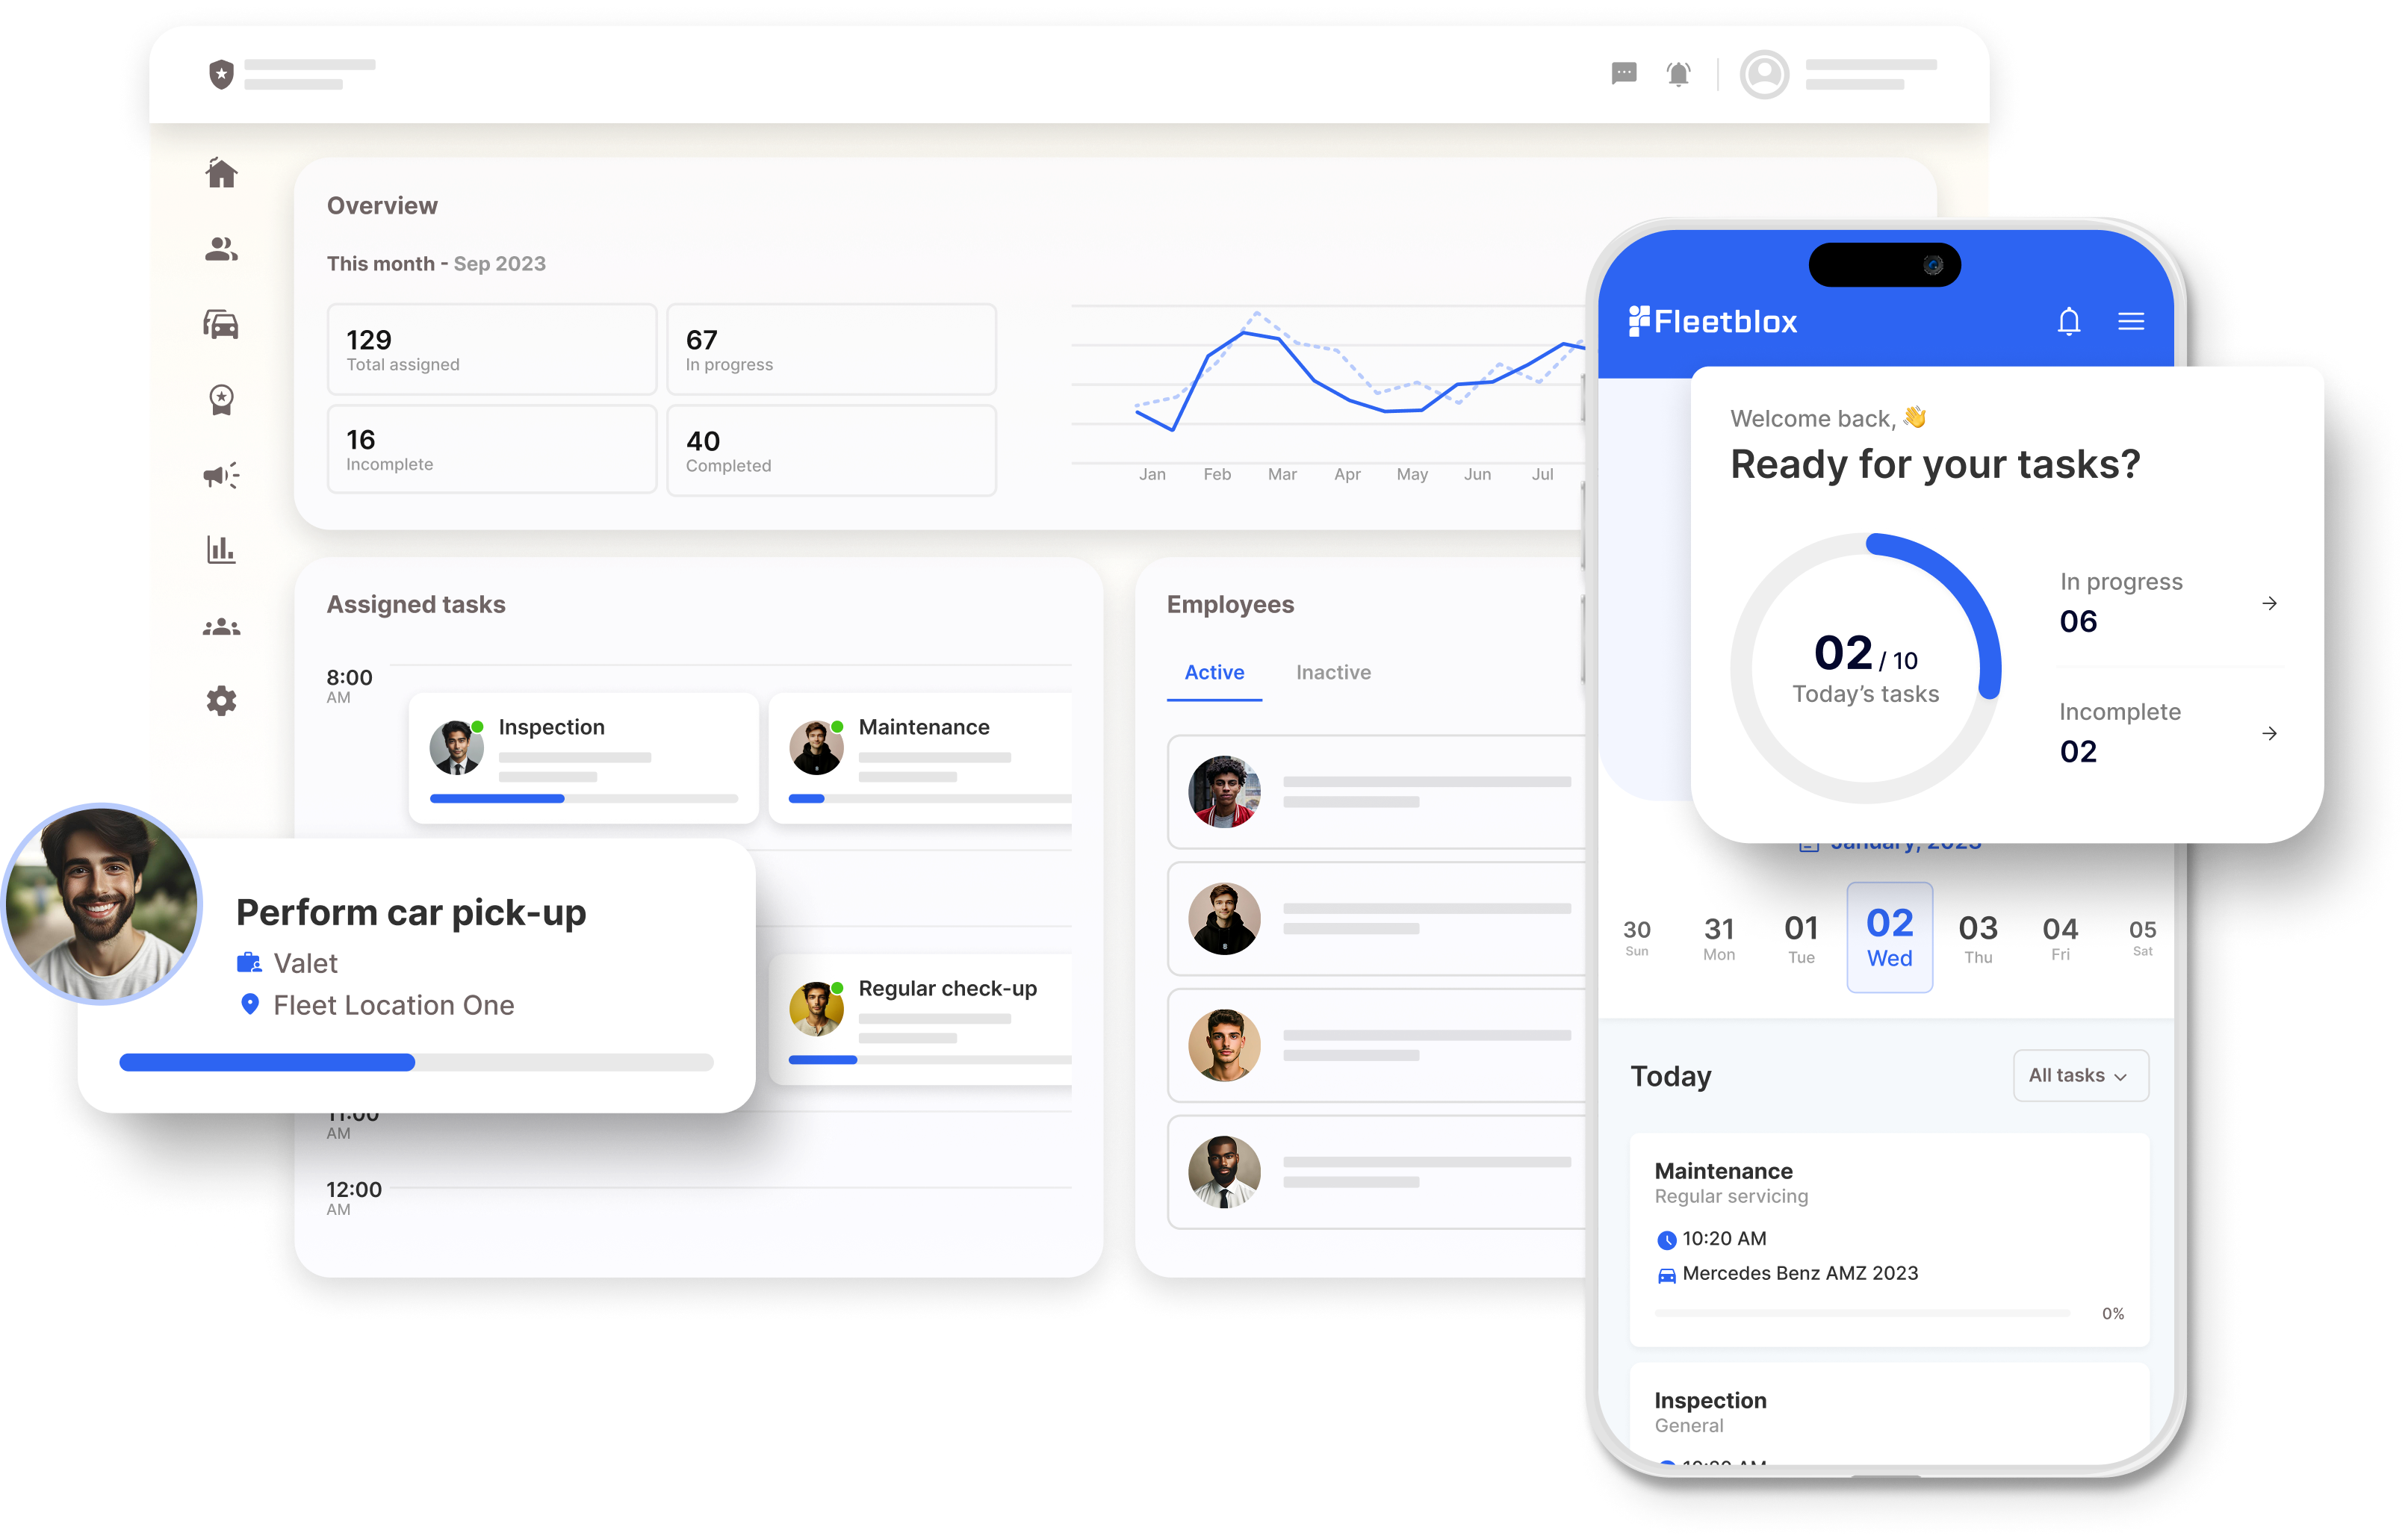 Overview
This month - Sep 2023
129
Total assigned
67
In progress
16
Incomplete
40
Completed
Jan Feb Mar Apr May Jun Jul
Assigned tasks
8:00
AM
Inspection
Maintenance
Regular check-up
11:00
AM
12:00
AM
Perform car pick-up
Valet
Fleet Location One
Employees
Active Inactive
Fleetblox
Welcome back, 👋
Ready for your tasks?
02 / 10
Today’s tasks
In progress
06
Incomplete
02
January, 2023
30 31 01 02 03 04 05
Sun Mon Tue Wed Thu Fri Sat
Today
All tasks
Maintenance
Regular servicing
10:20 AM
Mercedes Benz AMZ 2023
0%
Inspection
General